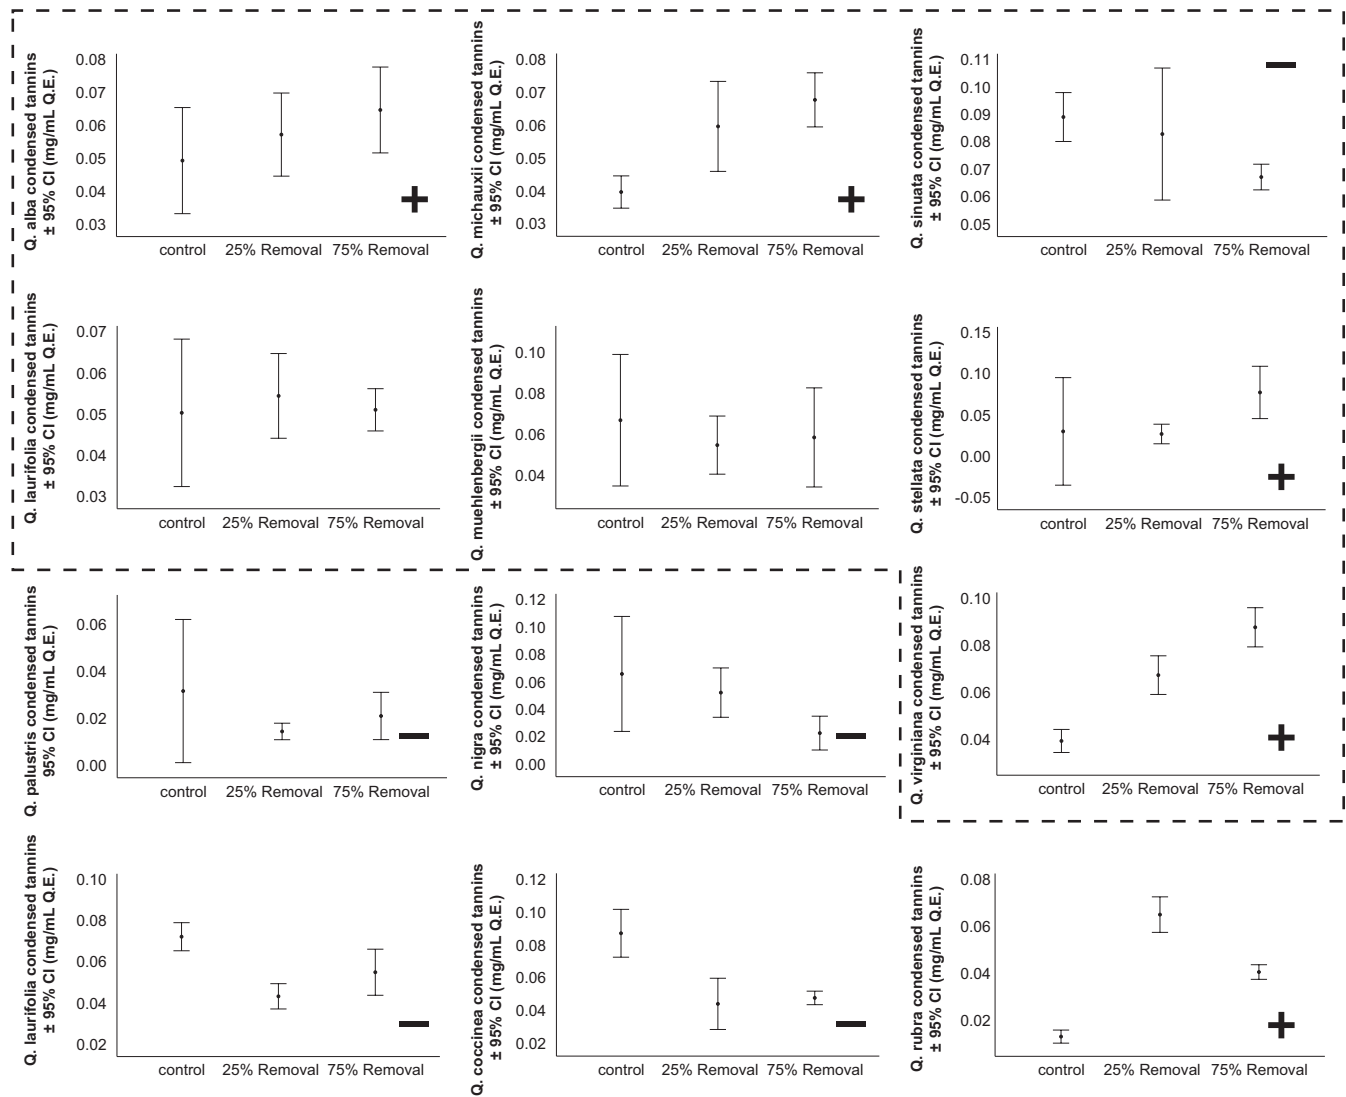 Q. alba condensed tannins
± 95% CI (mg/mL Q.E.)
0.08
0.07
0.06
0.05
0.04
0.03
control 25% Removal 75% Removal
+
Q. michauxii condensed tannins
± 95% CI (mg/mL Q.E.)
0.08
0.07
0.06
0.05
0.04
0.03
control 25% Removal 75% Removal
+
Q. sinuata condensed tannins
± 95% CI (mg/mL Q.E.)
0.11
0.10
0.09
0.08
0.07
0.06
0.05
control 25% Removal 75% Removal
−
Q. laurifolia condensed tannins
± 95% CI (mg/mL Q.E.)
0.07
0.06
0.05
0.04
0.03
control 25% Removal 75% Removal
Q. muehlenbergii condensed tannins
± 95% CI (mg/mL Q.E.)
0.10
0.08
0.06
0.04
control 25% Removal 75% Removal
Q. stellata condensed tannins
± 95% CI (mg/mL Q.E.)
0.15
0.10
0.05
0.00
-0.05
control 25% Removal 75% Removal
+
Q. palustris condensed tannins
95% CI (mg/mL Q.E.)
0.06
0.04
0.02
0.00
control 25% Removal 75% Removal
−
Q. nigra condensed tannins
± 95% CI (mg/mL Q.E.)
0.12
0.10
0.08
0.06
0.04
0.02
0.00
control 25% Removal 75% Removal
−
Q. virginiana condensed tannins
± 95% CI (mg/mL Q.E.)
0.10
0.08
0.06
0.04
control 25% Removal 75% Removal
+
Q. laurifolia condensed tannins
± 95% CI (mg/mL Q.E.)
0.10
0.08
0.06
0.04
0.02
control 25% Removal 75% Removal
−
Q. coccinea condensed tannins
± 95% CI (mg/mL Q.E.)
0.12
0.10
0.08
0.06
0.04
0.02
control 25% Removal 75% Removal
−
Q. rubra condensed tannins
± 95% CI (mg/mL Q.E.)
0.08
0.06
0.04
0.02
control 25% Removal 75% Removal
+